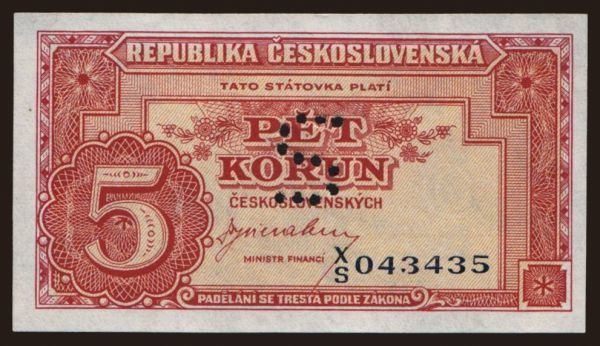 REPUBLIKA ČESKOSLOVENSKÁ
TATO STÁTOVKA PLATÍ
PĚT
KORUN
ČESKOSLOVENSKÝCH
5
S
MINISTR FINANCÍ
X/S 043435
PADĚLÁNÍ SE TRESTÁ PODLE ZÁKONA